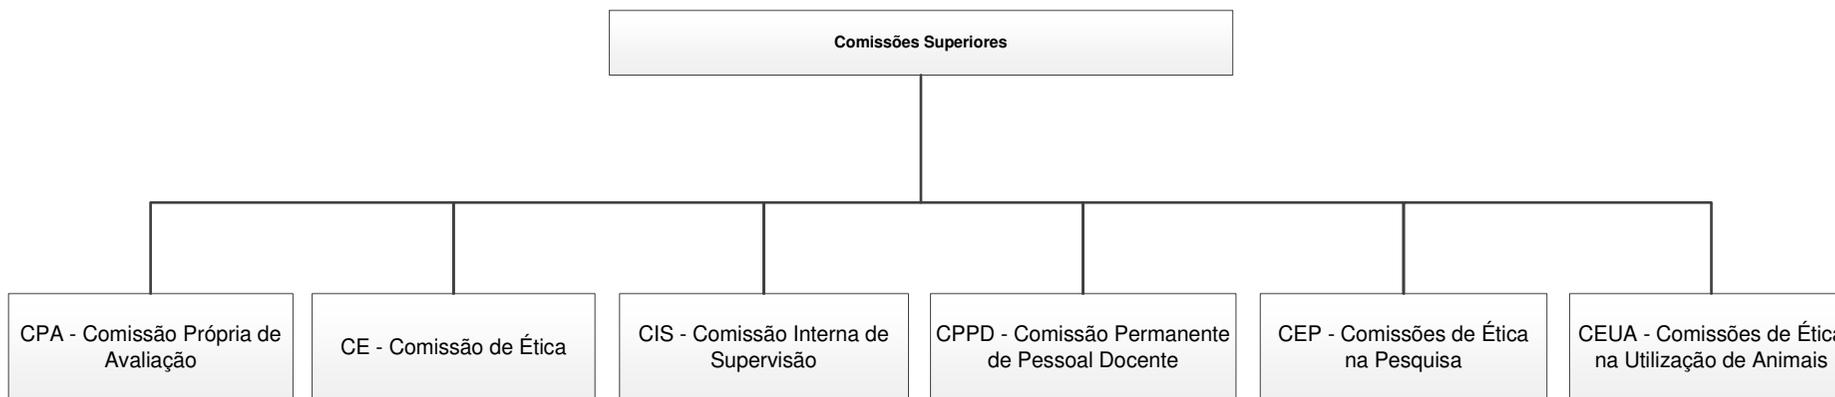 Comissões Superiores
CPA - Comissão Própria de
Avaliação
CE - Comissão de Ética
CIS - Comissão Interna de
Supervisão
CPPD - Comissão Permanente
de Pessoal Docente
CEP - Comissões de Ética
na Pesquisa
CEUA - Comissões de Ética
na Utilização de Animais